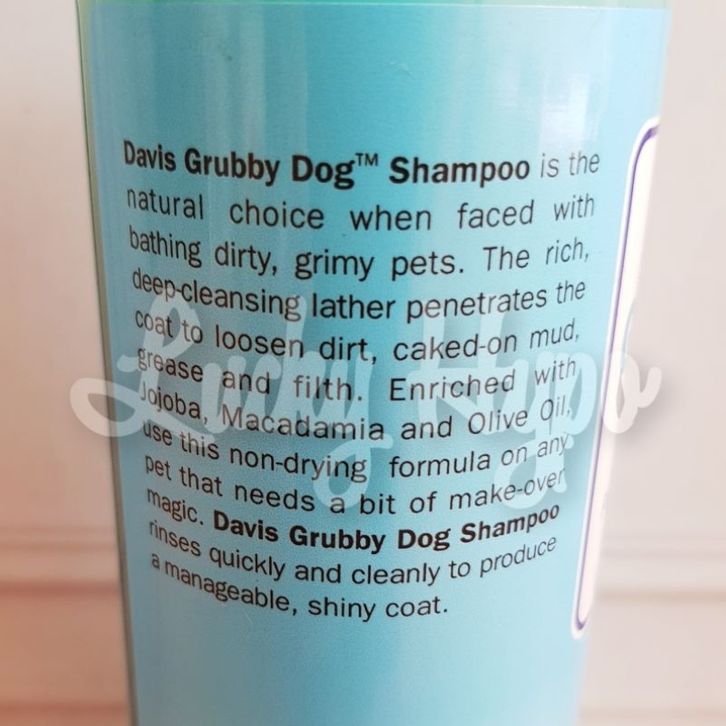 Davis Grubby Dog™ Shampoo is the
natural choice when faced with
bathing dirty, grimy pets. The rich,
deep-cleansing lather penetrates the
coat to loosen dirt, caked-on mud,
grease and filth. Enriched with
Jojoba, Macadamia and Olive Oil,
use this non-drying formula on any
pet that needs a bit of make-over
magic. Davis Grubby Dog Shampoo
rinses quickly and cleanly to produce
a manageable, shiny coat.
Lucky Hypo